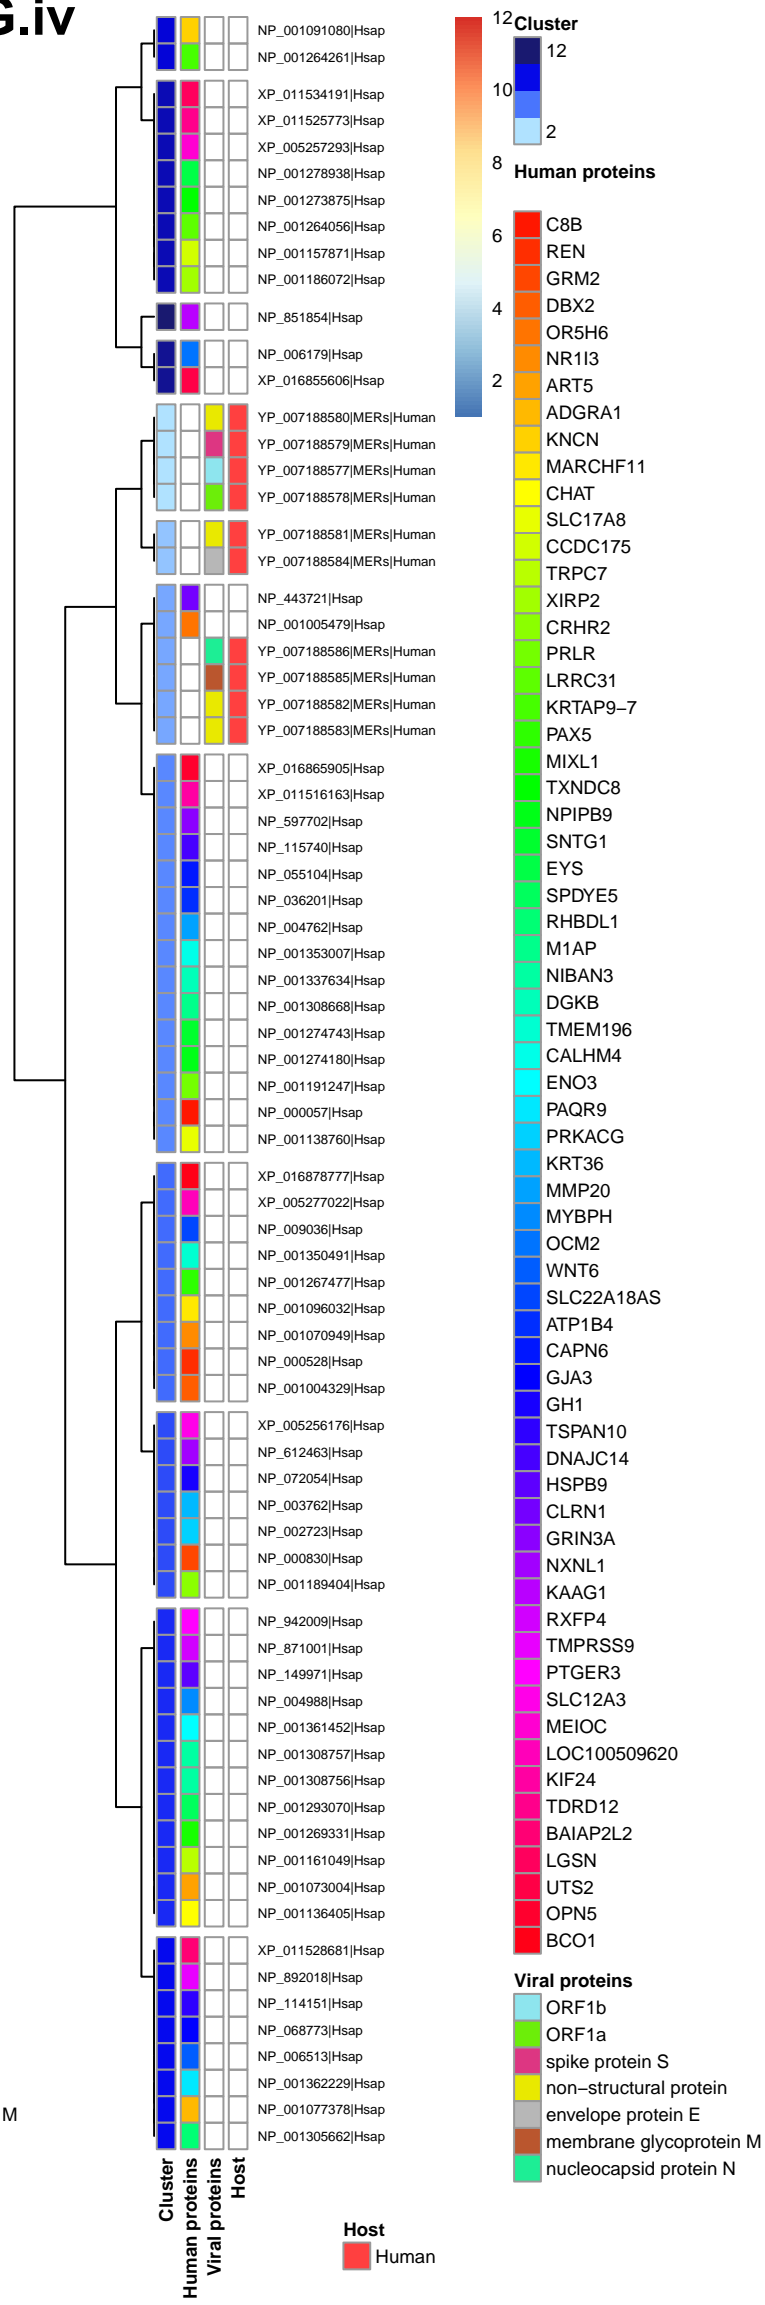 G.iv
NP_001091080|Hsap
NP_001264261|Hsap
XP_011534191|Hsap
XP_011525773|Hsap
XP_005257293|Hsap
NP_001278938|Hsap
NP_001273875|Hsap
NP_001264056|Hsap
NP_001157871|Hsap
NP_001186072|Hsap
NP_851854|Hsap
NP_006179|Hsap
XP_016855606|Hsap
YP_007188580|MERs|Human
YP_007188579|MERs|Human
YP_007188577|MERs|Human
YP_007188578|MERs|Human
YP_007188581|MERs|Human
YP_007188584|MERs|Human
NP_443721|Hsap
NP_001005479|Hsap
YP_007188586|MERs|Human
YP_007188585|MERs|Human
YP_007188582|MERs|Human
YP_007188583|MERs|Human
XP_016865905|Hsap
XP_011516163|Hsap
NP_597702|Hsap
NP_115740|Hsap
NP_055104|Hsap
NP_036201|Hsap
NP_004762|Hsap
NP_001353007|Hsap
NP_001337634|Hsap
NP_001308668|Hsap
NP_001274743|Hsap
NP_001274180|Hsap
NP_001191247|Hsap
NP_000057|Hsap
NP_001138760|Hsap
XP_016878777|Hsap
XP_005277022|Hsap
NP_009036|Hsap
NP_001350491|Hsap
NP_001267477|Hsap
NP_001096032|Hsap
NP_001070949|Hsap
NP_000528|Hsap
NP_001004329|Hsap
XP_005256176|Hsap
NP_612463|Hsap
NP_072054|Hsap
NP_003762|Hsap
NP_002723|Hsap
NP_000830|Hsap
NP_001189404|Hsap
NP_942009|Hsap
NP_871001|Hsap
NP_149971|Hsap
NP_004988|Hsap
NP_001361452|Hsap
NP_001308757|Hsap
NP_001308756|Hsap
NP_001293070|Hsap
NP_001269331|Hsap
NP_001161049|Hsap
NP_001073004|Hsap
NP_001136405|Hsap
XP_011528681|Hsap
NP_892018|Hsap
NP_114151|Hsap
NP_068773|Hsap
NP_006513|Hsap
NP_001362229|Hsap
NP_001077378|Hsap
NP_001305662|Hsap
M
Cluster
Human proteins
Viral proteins
Host
12
10
8
6
4
2
Cluster
12
2
Human proteins
C8B
REN
GRM2
DBX2
OR5H6
NR1I3
ART5
ADGRA1
KNCN
MARCHF11
CHAT
SLC17A8
CCDC175
TRPC7
XIRP2
CRHR2
PRLR
LRRC31
KRTAP9−7
PAX5
MIXL1
TXNDC8
NPIPB9
SNTG1
EYS
SPDYE5
RHBDL1
M1AP
NIBAN3
DGKB
TMEM196
CALHM4
ENO3
PAQR9
PRKACG
KRT36
MMP20
MYBPH
OCM2
WNT6
SLC22A18AS
ATP1B4
CAPN6
GJA3
GH1
TSPAN10
DNAJC14
HSPB9
CLRN1
GRIN3A
NXNL1
KAAG1
RXFP4
TMPRSS9
PTGER3
SLC12A3
MEIOC
LOC100509620
KIF24
TDRD12
BAIAP2L2
LGSN
UTS2
OPN5
BCO1
Viral proteins
ORF1b
ORF1a
spike protein S
non−structural protein
envelope protein E
membrane glycoprotein M
nucleocapsid protein N
Host
Human